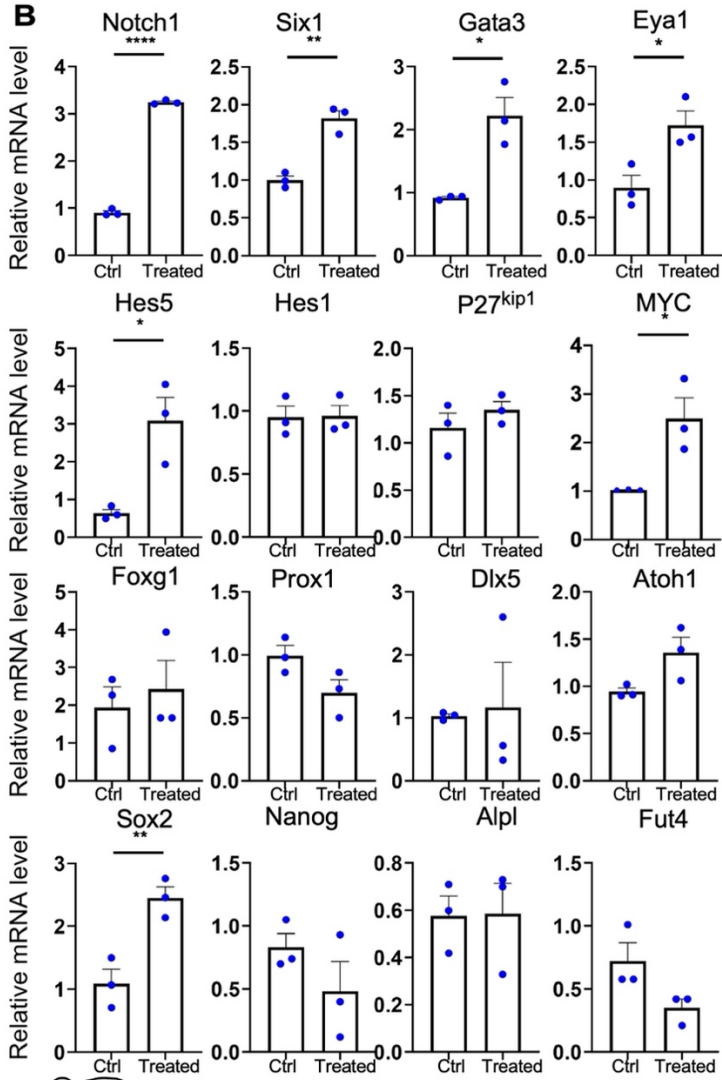 B
Notch1 Six1 Gata3 Eya1
**** ** * *
Relative mRNA level
4 3 2 1 0
2.5 2.0 1.5 1.0 0.5 0.0
3 2 1 0
2.5 2.0 1.5 1.0 0.5 0.0
Ctrl Treated Ctrl Treated Ctrl Treated Ctrl Treated
Hes5 Hes1 P27kip1 MYC
* *
Relative mRNA level
5 4 3 2 1 0
1.5 1.0 0.5 0.0
2.0 1.5 1.0 0.5 0.0
4 3 2 1 0
Ctrl Treated Ctrl Treated Ctrl Treated Ctrl Treated
Foxg1 Prox1 Dlx5 Atoh1
Relative mRNA level
5 4 3 2 1 0
1.5 1.0 0.5 0.0
3 2 1 0
2.0 1.5 1.0 0.5 0.0
Ctrl Treated Ctrl Treated Ctrl Treated Ctrl Treated
Sox2 Nanog Alpl Fut4
**
Relative mRNA level
3 2 1 0
1.5 1.0 0.5 0.0
0.8 0.6 0.4 0.2 0.0
1.5 1.0 0.5 0.0
Ctrl Treated Ctrl Treated Ctrl Treated Ctrl Treated